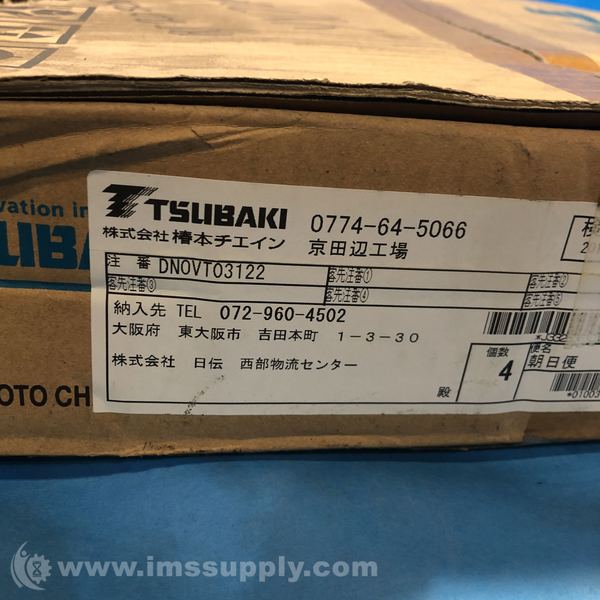 TSUBAKI 0774-64-5066
株式会社 椿本チエイン 京田辺工場
注 番 DNOVT03122 客先注番① 客先注番②
客先注番③ 客先注番④ 客先注番⑤
納入先 TEL 072-960-4502
大阪府 東大阪市 吉田本町 1-3-30
株式会社 日伝 西部物流センター
殿
個数 4
便名 朝日便
OTO CH
www.imssupply.com